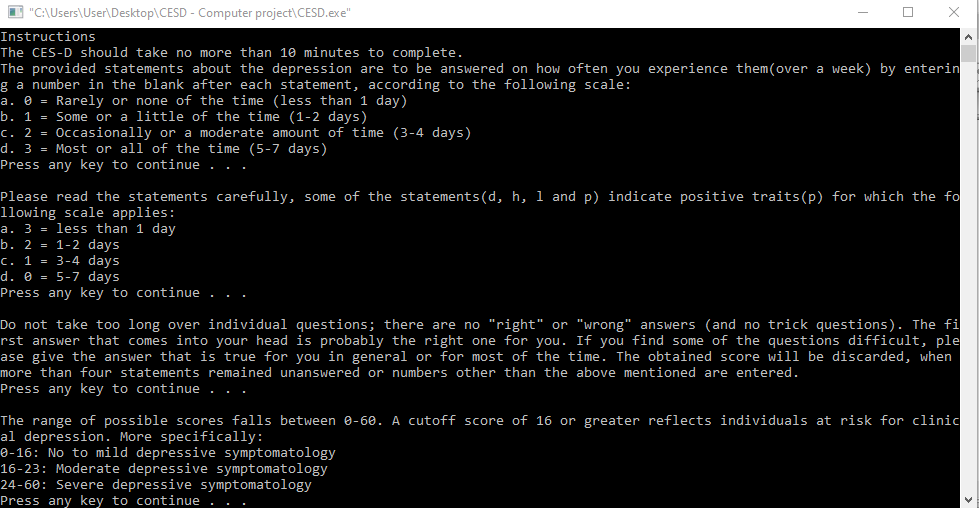 "C:\Users\User\Desktop\CESD - Computer project\CESD.exe"
Instructions
The CES-D should take no more than 10 minutes to complete.
The provided statements about the depression are to be answered on how often you experience them(over a week) by enterin
g a number in the blank after each statement, according to the following scale:
a. 0 = Rarely or none of the time (less than 1 day)
b. 1 = Some or a little of the time (1-2 days)
c. 2 = Occasionally or a moderate amount of time (3-4 days)
d. 3 = Most or all of the time (5-7 days)
Press any key to continue . . .
Please read the statements carefully, some of the statements(d, h, l and p) indicate positive traits(p) for which the fo
llowing scale applies:
a. 3 = less than 1 day
b. 2 = 1-2 days
c. 1 = 3-4 days
d. 0 = 5-7 days
Press any key to continue . . .
Do not take too long over individual questions; there are no "right" or "wrong" answers (and no trick questions). The fi
rst answer that comes into your head is probably the right one for you. If you find some of the questions difficult, ple
ase give the answer that is true for you in general or for most of the time. The obtained score will be discarded, when
more than four statements remained unanswered or numbers other than the above mentioned are entered.
Press any key to continue . . .
The range of possible scores falls between 0-60. A cutoff score of 16 or greater reflects individuals at risk for clinic
al depression. More specifically:
0-16: No to mild depressive symptomatology
16-23: Moderate depressive symptomatology
24-60: Severe depressive symptomatology
Press any key to continue . . .